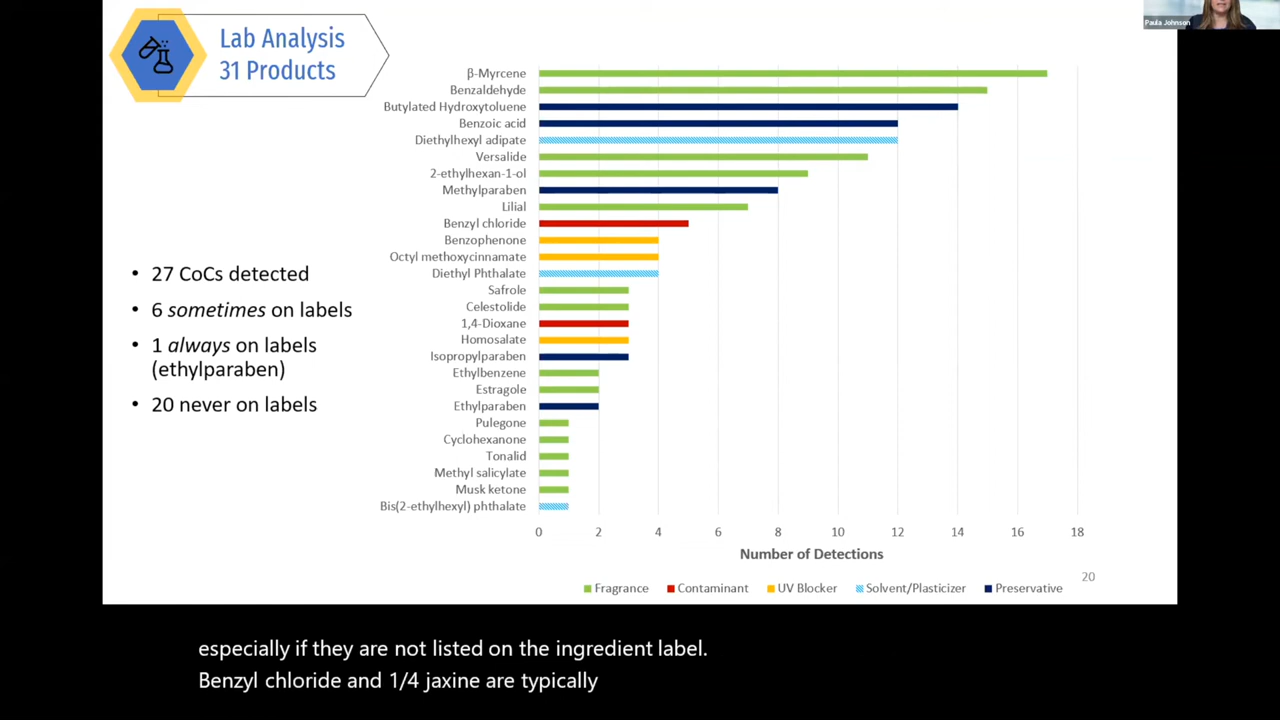 Paula Johnson
Lab Analysis
31 Products
• 27 CoCs detected
• 6 sometimes on labels
• 1 always on labels
(ethylparaben)
• 20 never on labels
β-Myrcene
Benzaldehyde
Butylated Hydroxytoluene
Benzoic acid
Diethylhexyl adipate
Versalide
2-ethylhexan-1-ol
Methylparaben
Lilial
Benzyl chloride
Benzophenone
Octyl methoxycinnamate
Diethyl Phthalate
Safrole
Celestolide
1,4-Dioxane
Homosalate
Isopropylparaben
Ethylbenzene
Estragole
Ethylparaben
Pulegone
Cyclohexanone
Tonalid
Methyl salicylate
Musk ketone
Bis(2-ethylhexyl) phthalate
0 2 4 6 8 10 12 14 16 18
Number of Detections
20
Fragrance Contaminant UV Blocker Solvent/Plasticizer Preservative
especially if they are not listed on the ingredient label.
Benzyl chloride and 1/4 jaxine are typically